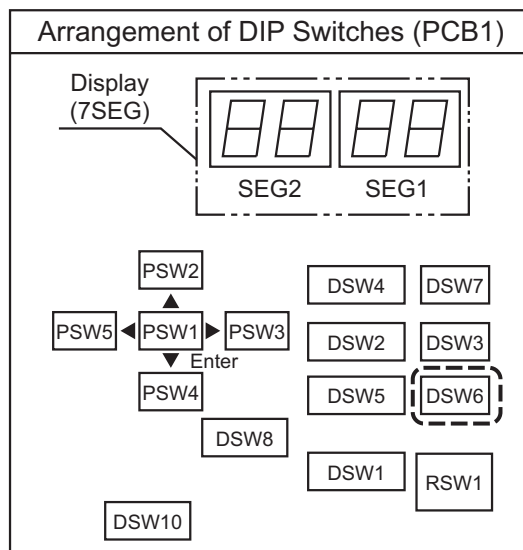 Arrangement of DIP Switches (PCB1)
Display
(7SEG)
SEG2 SEG1
PSW2
PSW5 PSW1 PSW3
Enter
PSW4
DSW4 DSW7
DSW2 DSW3
DSW5 DSW6
DSW8
DSW1 RSW1
DSW10